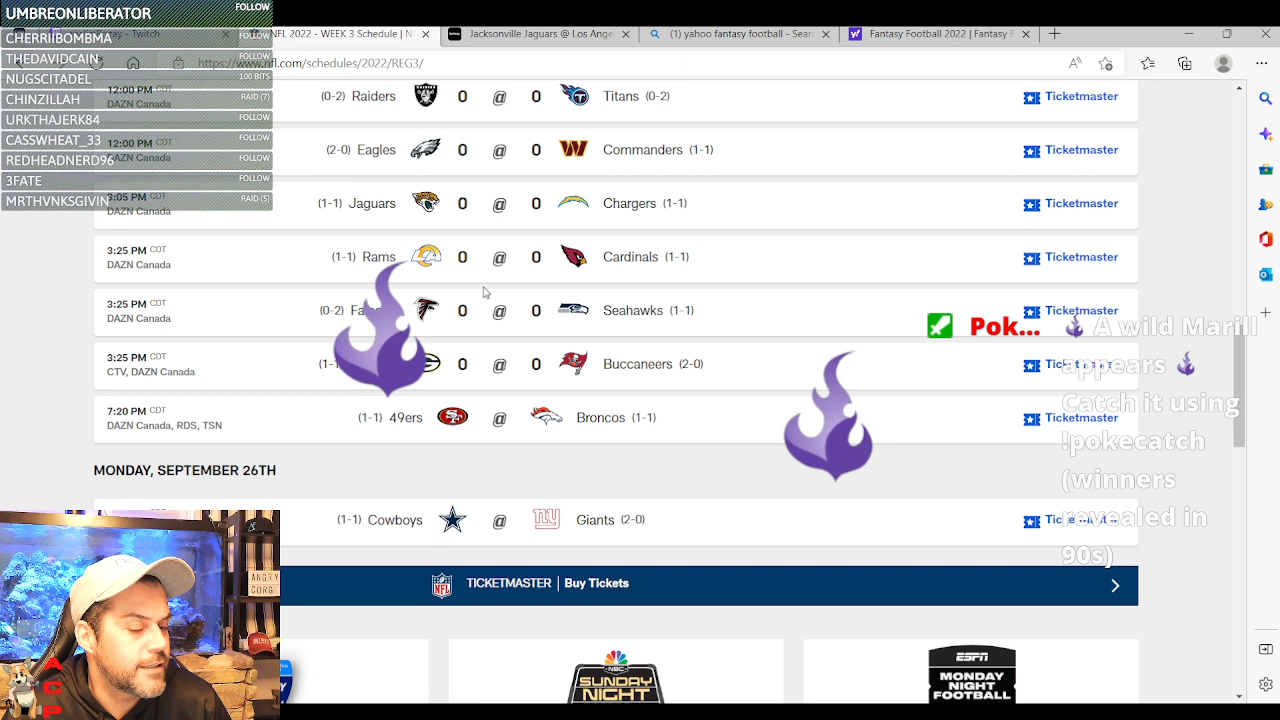 UMBREONLIBERATOR FOLLOW
CHERRIIBOMBMA FOLLOW
THEDAVIDCAIN FOLLOW
NUGSCITADEL 100 BITS
CHINZILLAH RAID (7)
URKTHAJERK84 FOLLOW
CASSWHEAT_33 FOLLOW
REDHEADNERD96 FOLLOW
3FATE FOLLOW
MRTHVNKSGIVIN RAID (5)
Twitch
NFL 2022 - WEEK 3 Schedule | N
Jacksonville Jaguars @ Los Ange
(1) yahoo fantasy football - Sear
Fantasy Football 2022 | Fantasy F
https://www.nfl.com/schedules/2022/REG3/
12:00 PM CDT
DAZN Canada
(0-2) Raiders 0 @ 0 Titans (0-2) Ticketmaster
12:00 PM CDT
Canada
(2-0) Eagles 0 @ 0 Commanders (1-1) Ticketmaster
3:05 PM CDT
DAZN Canada
(1-1) Jaguars 0 @ 0 Chargers (1-1) Ticketmaster
3:25 PM CDT
DAZN Canada
(1-1) Rams 0 @ 0 Cardinals (1-1) Ticketmaster
3:25 PM CDT
DAZN Canada
(0-2) 0 @ 0 Seahawks (1-1) Ticketmaster
3:25 PM CDT
CTV, DAZN Canada
0 @ 0 Buccaneers (2-0)
7:20 PM CDT
DAZN Canada, RDS, TSN
(1-1) 49ers @ Broncos (1-1) Ticketmaster
MONDAY, SEPTEMBER 26TH
(1-1) Cowboys @ ny Giants (2-0)
Pok... A wild Marill
appears
Catch it using
!pokecatch
(winners
revealed in
90s)
NFL TICKETMASTER | Buy Tickets
NBC
SUNDAY
NIGHT
ESPN
MONDAY
NIGHT
FOOTBALL
ANGRY
CORG
A
C
P